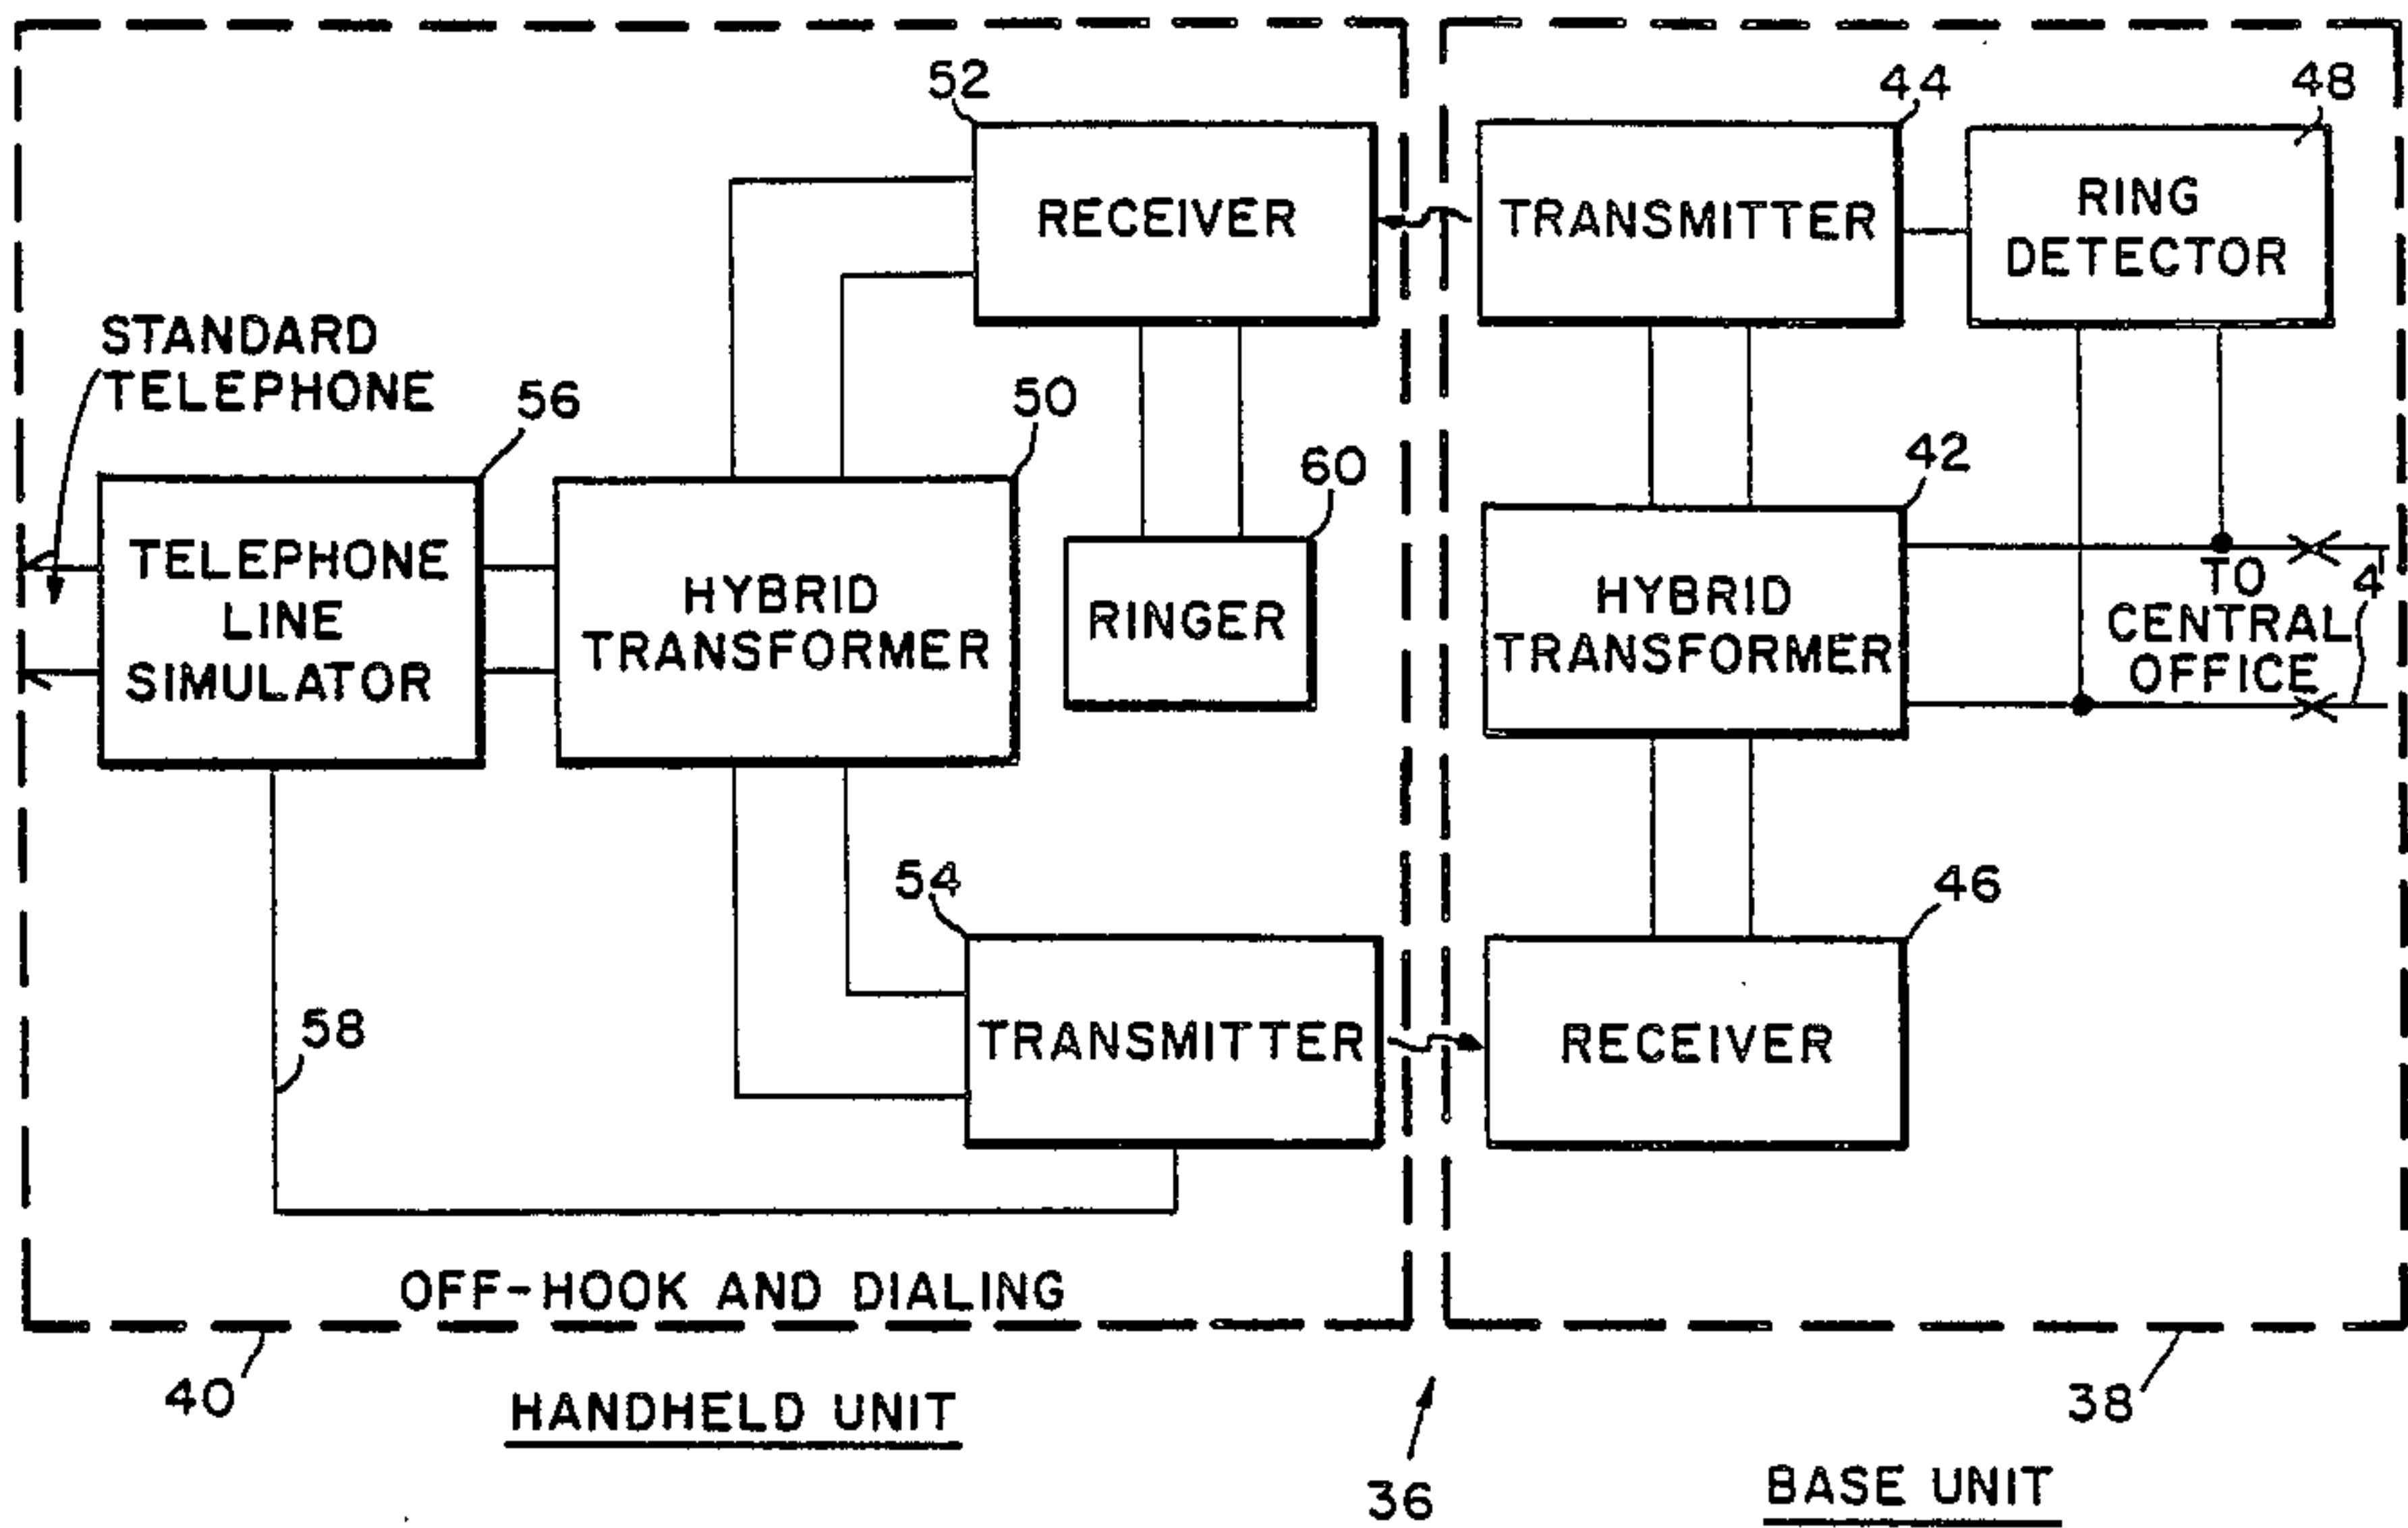 52
44
48
RECEIVER
TRANSMITTER
RING
DETECTOR
STANDARD
TELEPHONE
56
50
60
42
TELEPHONE
LINE
SIMULATOR
HYBRID
TRANSFORMER
RINGER
HYBRID
TRANSFORMER
TO
CENTRAL
OFFICE
4
54
46
TRANSMITTER
RECEIVER
58
OFF-HOOK AND DIALING
40
HANDHELD UNIT
36
38
BASE UNIT